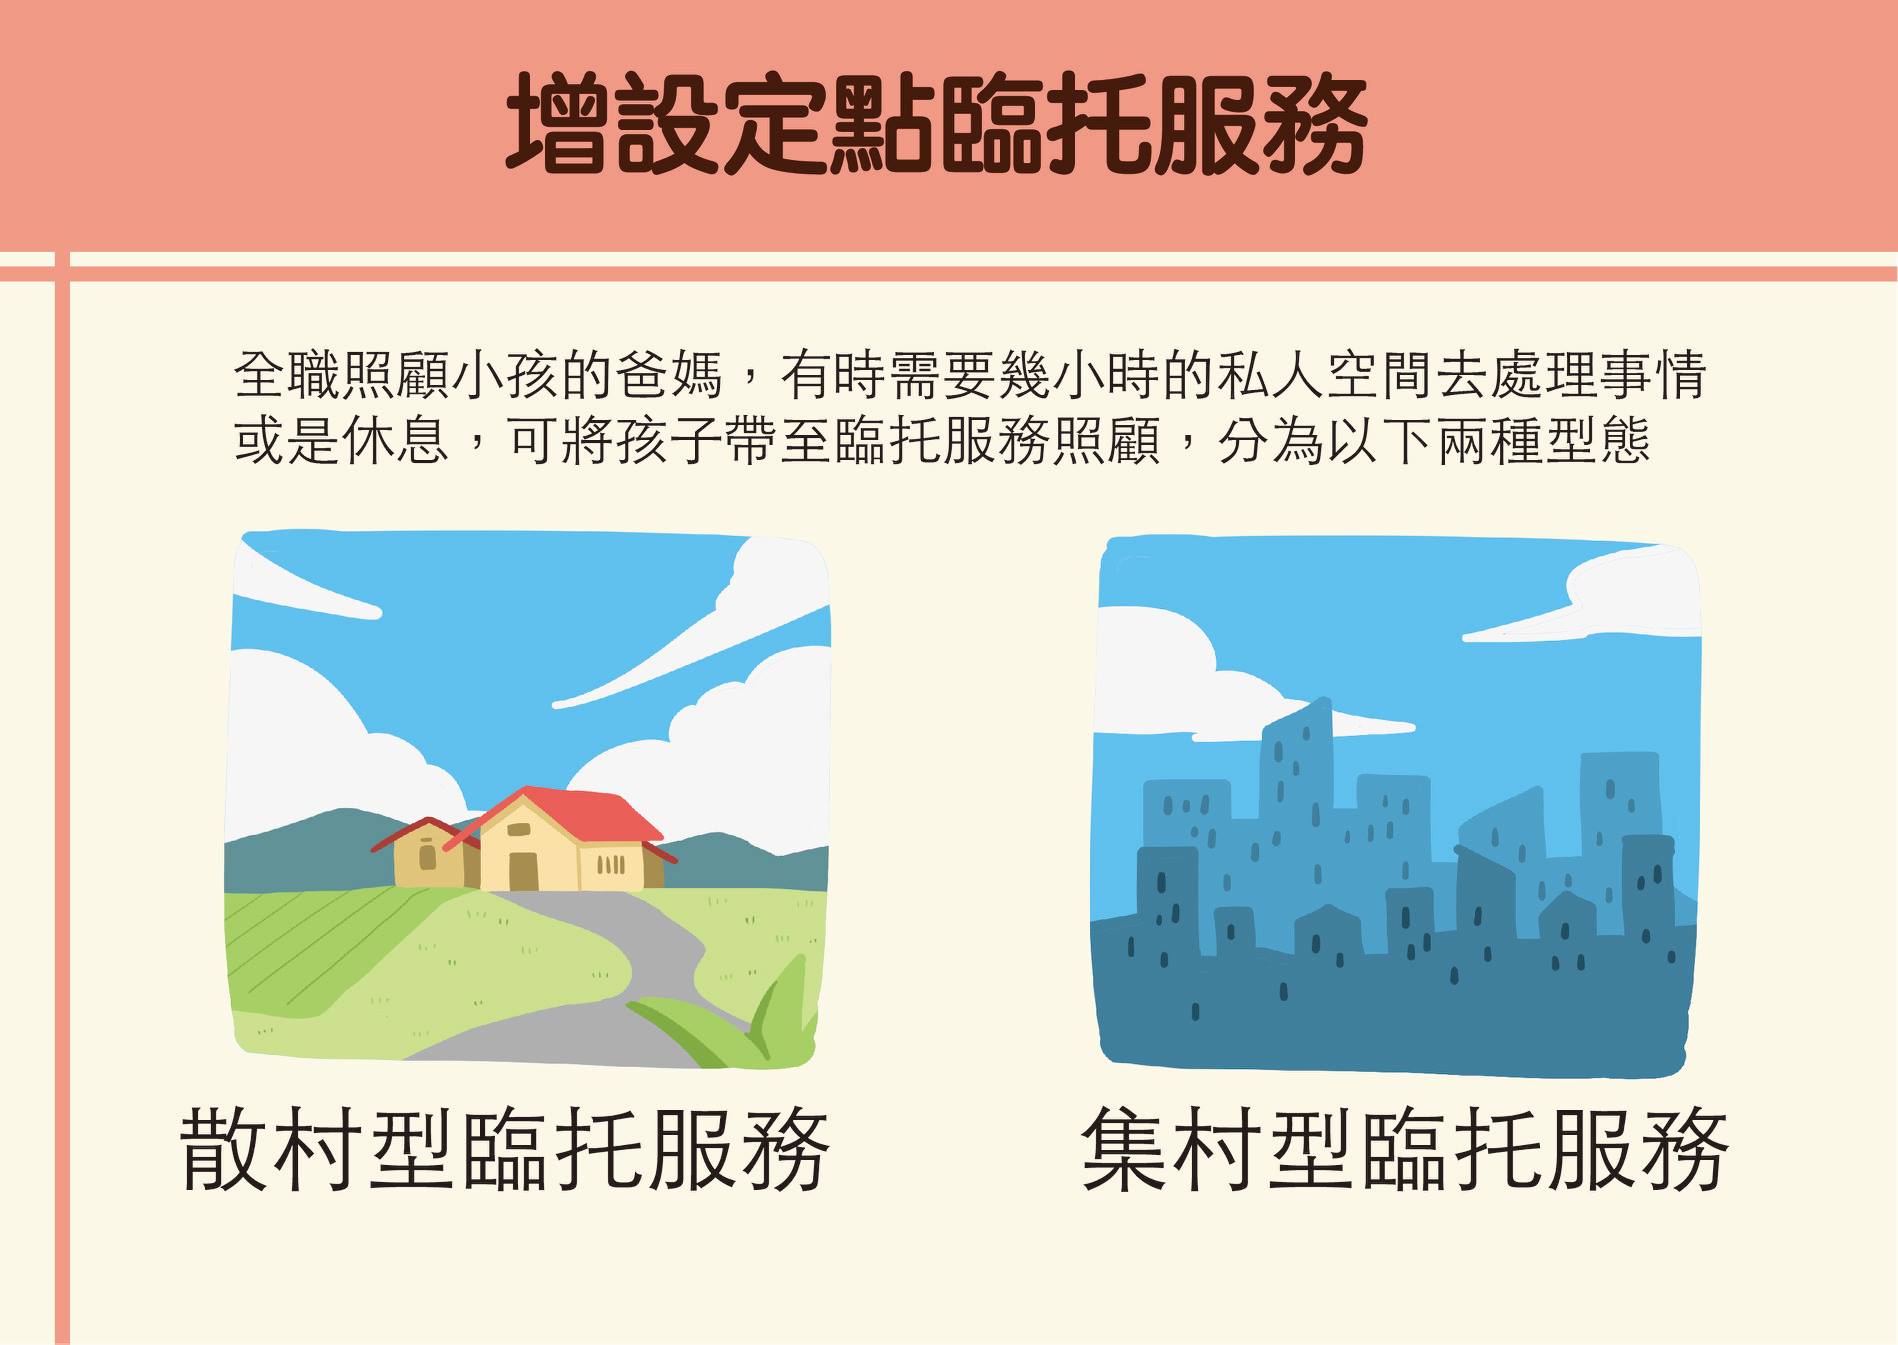 增設定點臨托服務
全職照顧小孩的爸媽，有時需要幾小時的私人空間去處理事情
或是休息，可將孩子帶至臨托服務照顧，分為以下兩種型態
散村型臨托服務
集村型臨托服務